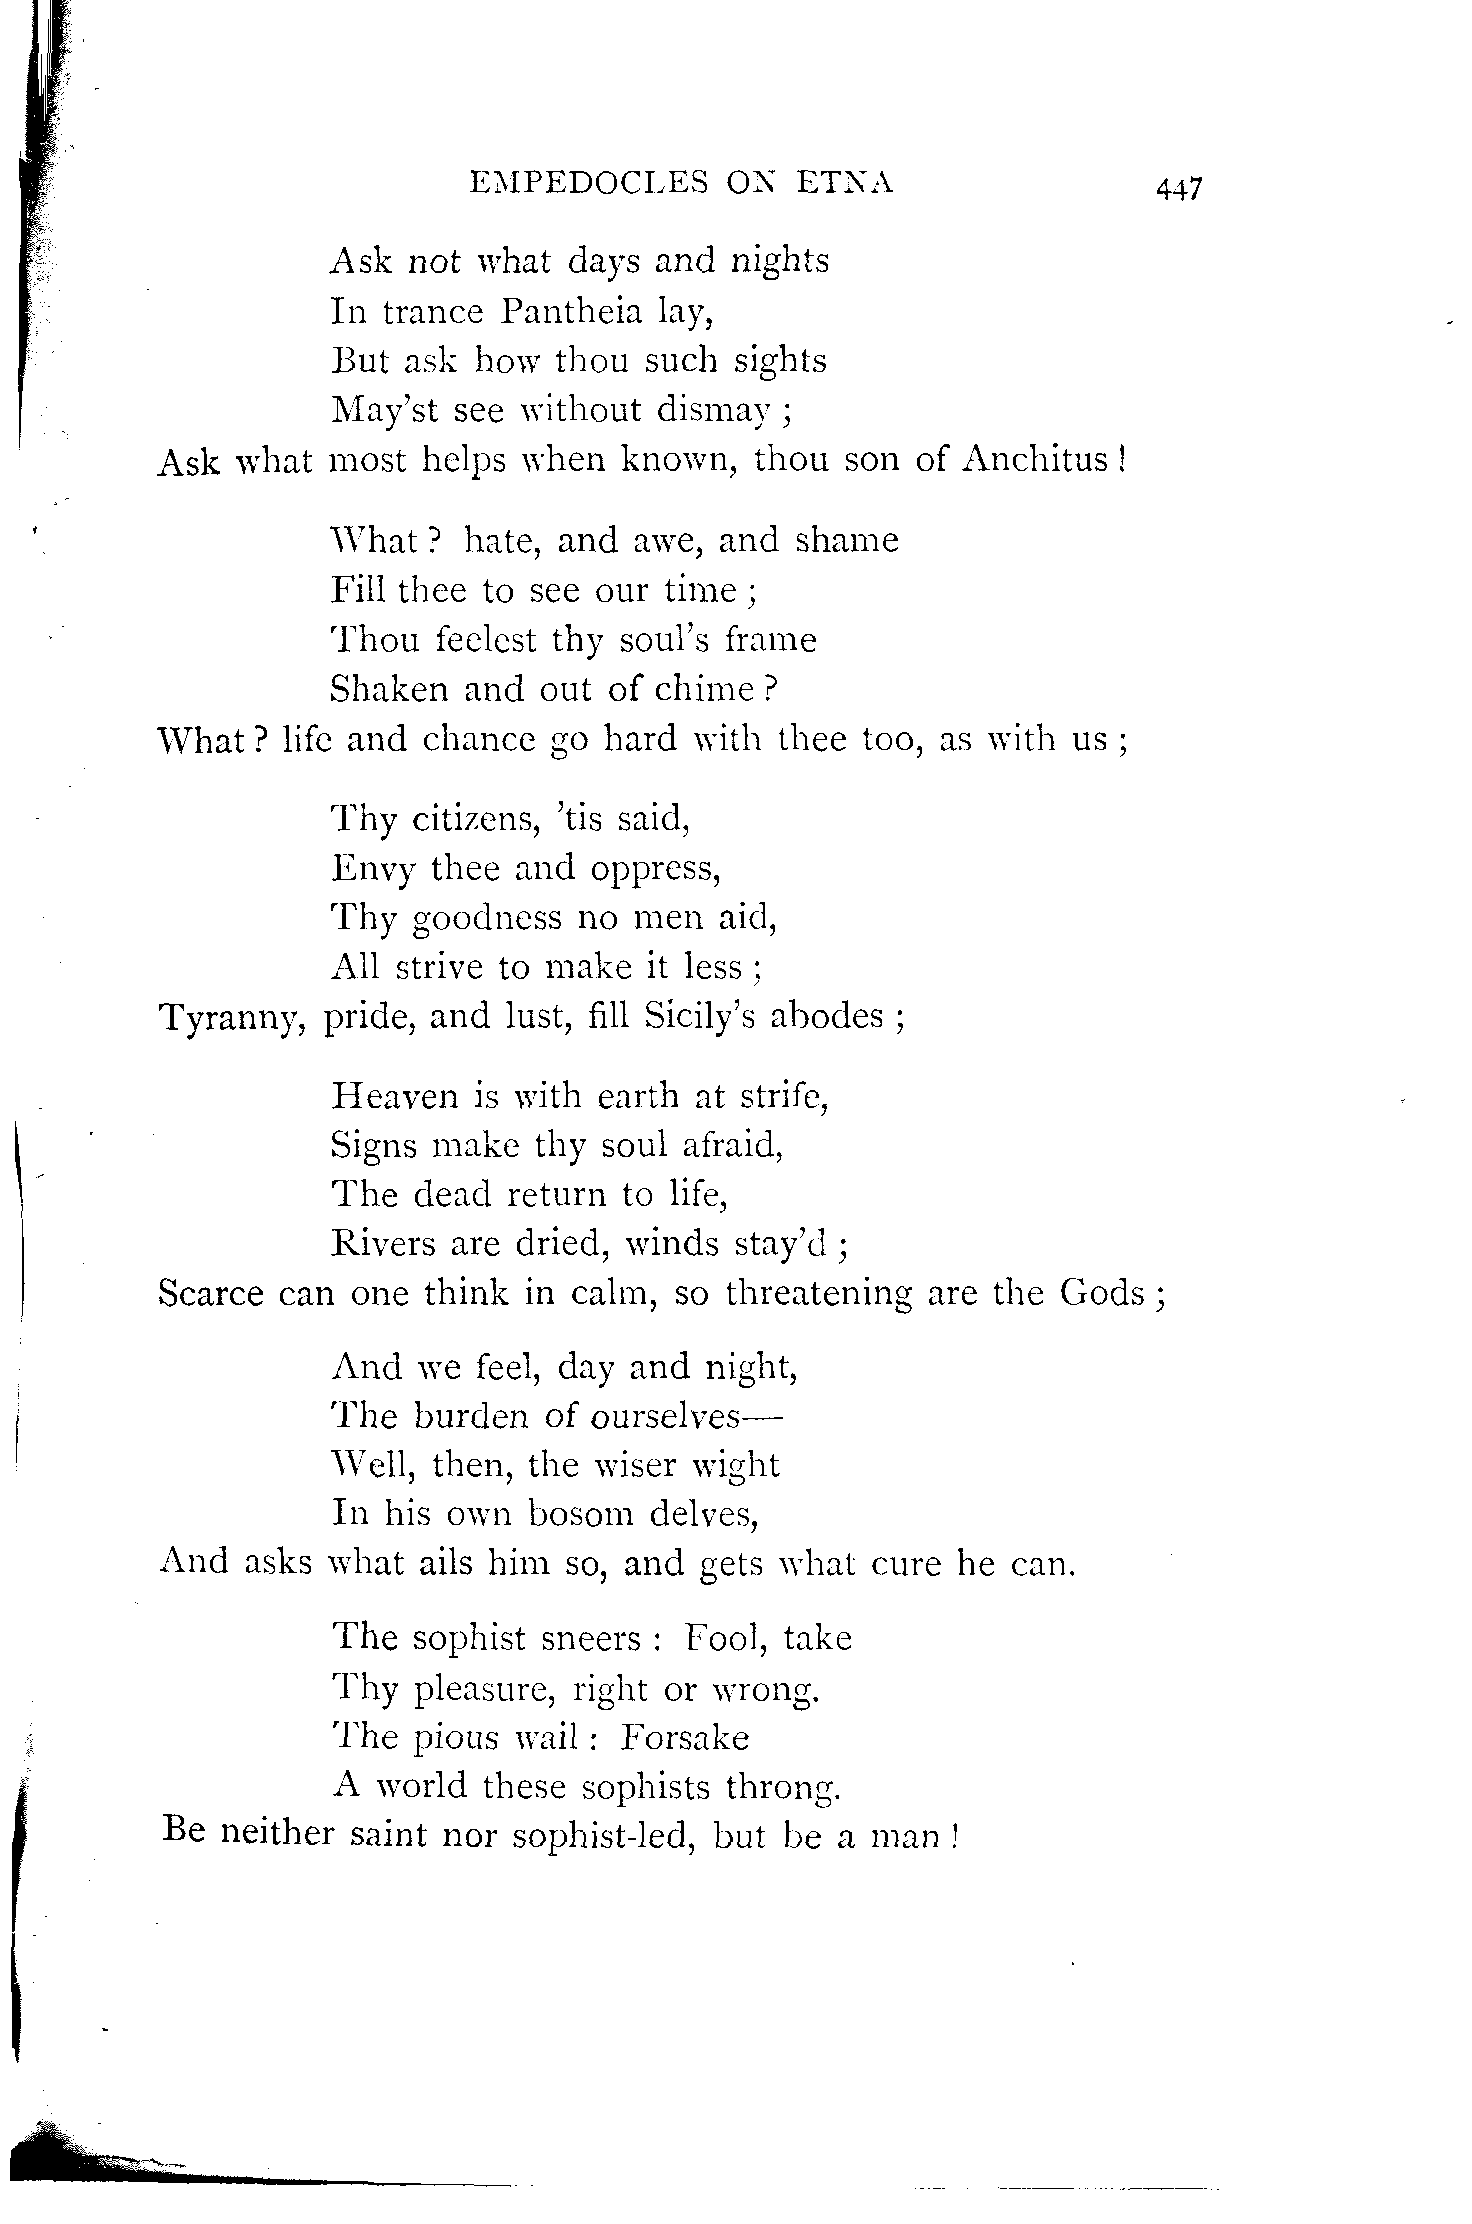 EMPEDOCLES ON ETNA 447
Ask not what days and nights
In trance Pantheia lay,
But ask how thou such sights
May'st see without dismay ;
Ask what most helps when known, thou son of Anchitus !
What ? hate, and awe, and shame
Fill thee to see our time ;
Thou feelest thy soul's frame
Shaken and out of chime ?
What ? life and chance go hard with thee too, as with us ;
Thy citizens, 'tis said,
Envy thee and oppress,
Thy goodness no men aid,
All strive to make it less ;
Tyranny, pride, and lust, fill Sicily's abodes ;
Heaven is with earth at strife,
Signs make thy soul afraid,
The dead return to life,
Rivers are dried, winds stay'd ;
Scarce can one think in calm, so threatening are the Gods ;
And we feel, day and night,
The burden of ourselves—
Well, then, the wiser wight
In his own bosom delves,
And asks what ails him so, and gets what cure he can.
The sophist sneers : Fool, take
Thy pleasure, right or wrong.
The pious wail : Forsake
A world these sophists throng.
Be neither saint nor sophist-led, but be a man !